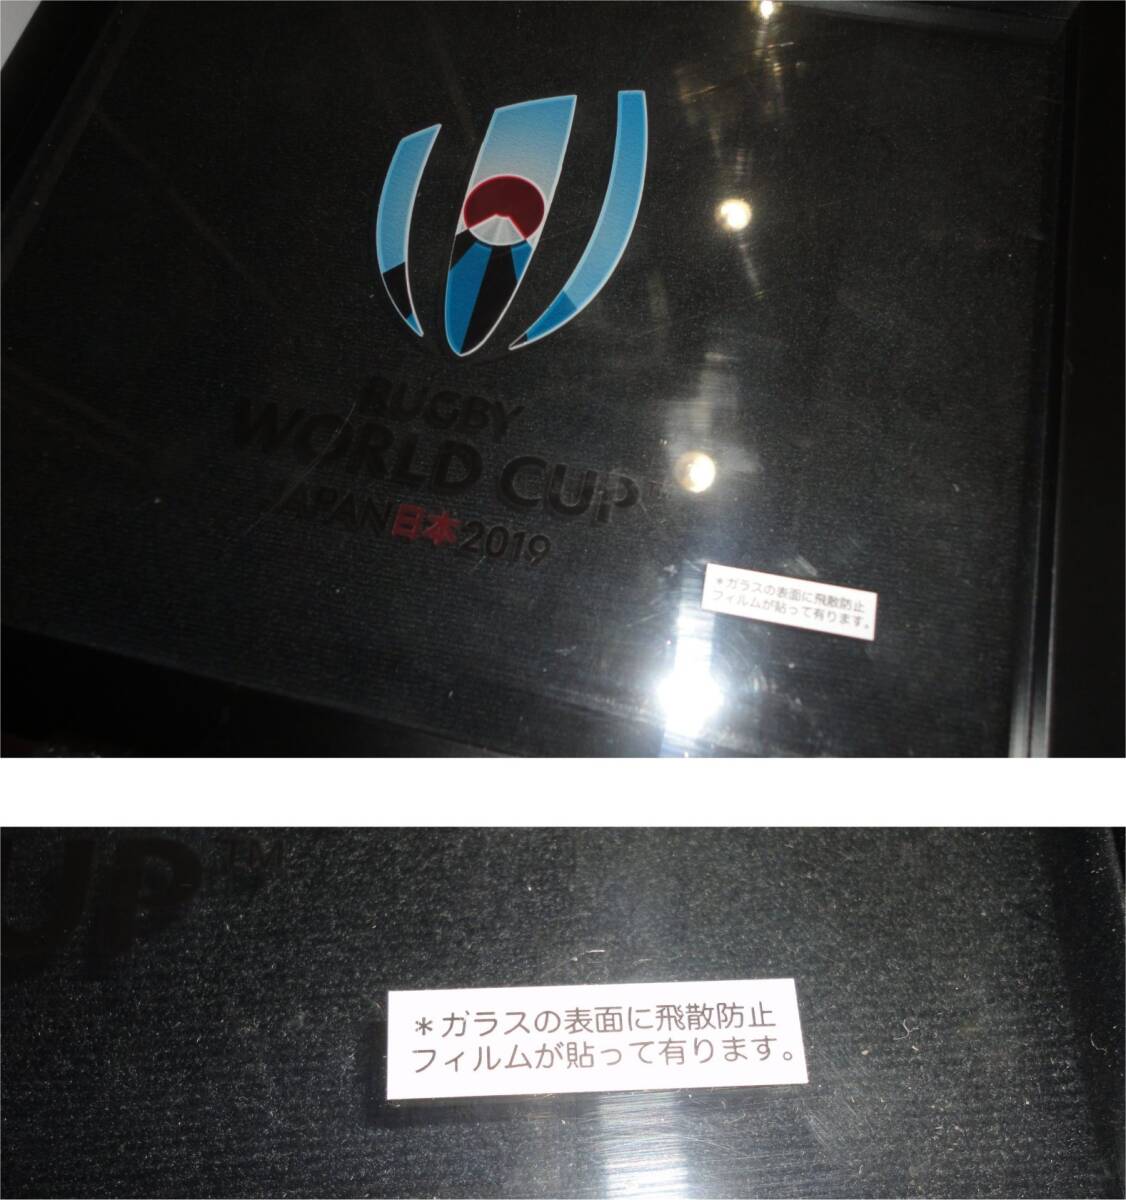 RUGBY
WORLD CUP™
JAPAN日本2019
*ガラスの表面に飛散防止
フィルムが貼って有ります。
UP™
*ガラスの表面に飛散防止
フィルムが貼って有ります。